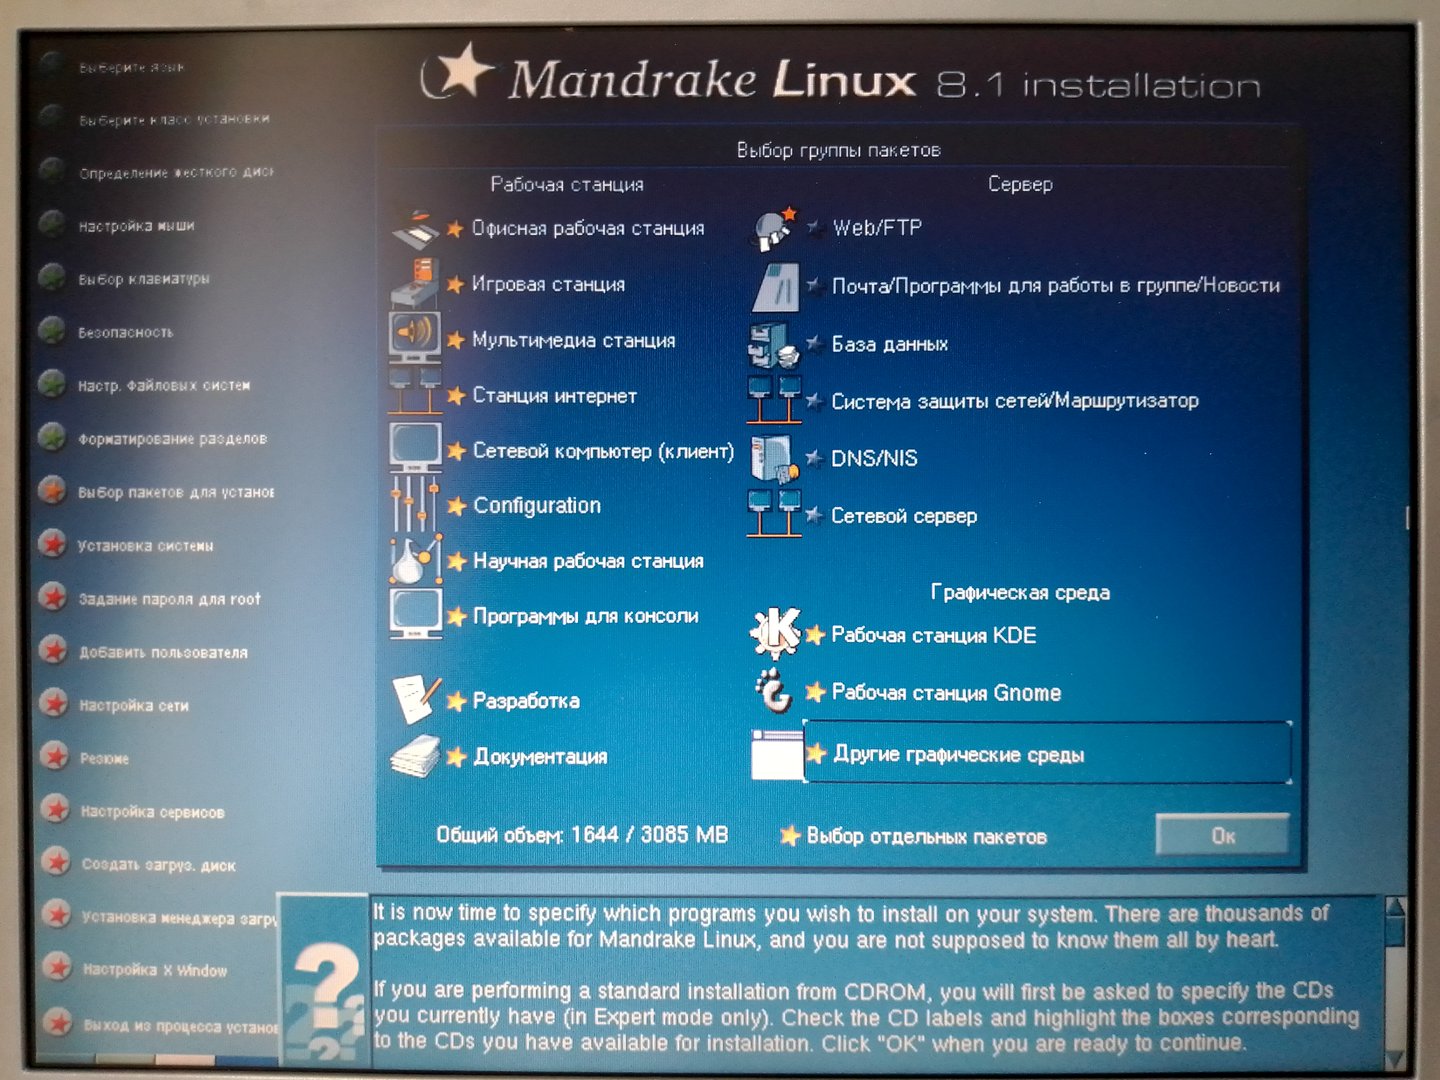 Mandrake Linux 8.1 installation
Выберите язык
Выберите класс установки
Определение жесткого диск
Настройка мыши
Выбор клавиатуры
Безопасность
Настр. Файловых систем
Форматирование разделов
Выбор пакетов для установ
Установка системы
Задание пароля для root
Добавить пользователя
Настройка сети
Резюме
Настройка сервисов
Создать загруз. диск
Установка менеджера загру
Настройка X Window
Выход из процесса установ
Выбор группы пакетов
Рабочая станция
Офисная рабочая станция
Игровая станция
Мультимедиа станция
Станция интернет
Сетевой компьютер (клиент)
Configuration
Научная рабочая станция
Программы для консоли
Разработка
Документация
Сервер
Web/FTP
Почта/Программы для работы в группе/Новости
База данных
Система защиты сетей/Маршрутизатор
DNS/NIS
Сетевой сервер
Графическая среда
Рабочая станция KDE
Рабочая станция Gnome
Другие графические среды
Общий объем: 1644 / 3085 MB
Выбор отдельных пакетов
Ок
It is now time to specify which programs you wish to install on your system. There are thousands of
packages available for Mandrake Linux, and you are not supposed to know them all by heart.
If you are performing a standard installation from CDROM, you will first be asked to specify the CDs
you currently have (in Expert mode only). Check the CD labels and highlight the boxes corresponding
to the CDs you have available for installation. Click "OK" when you are ready to continue.